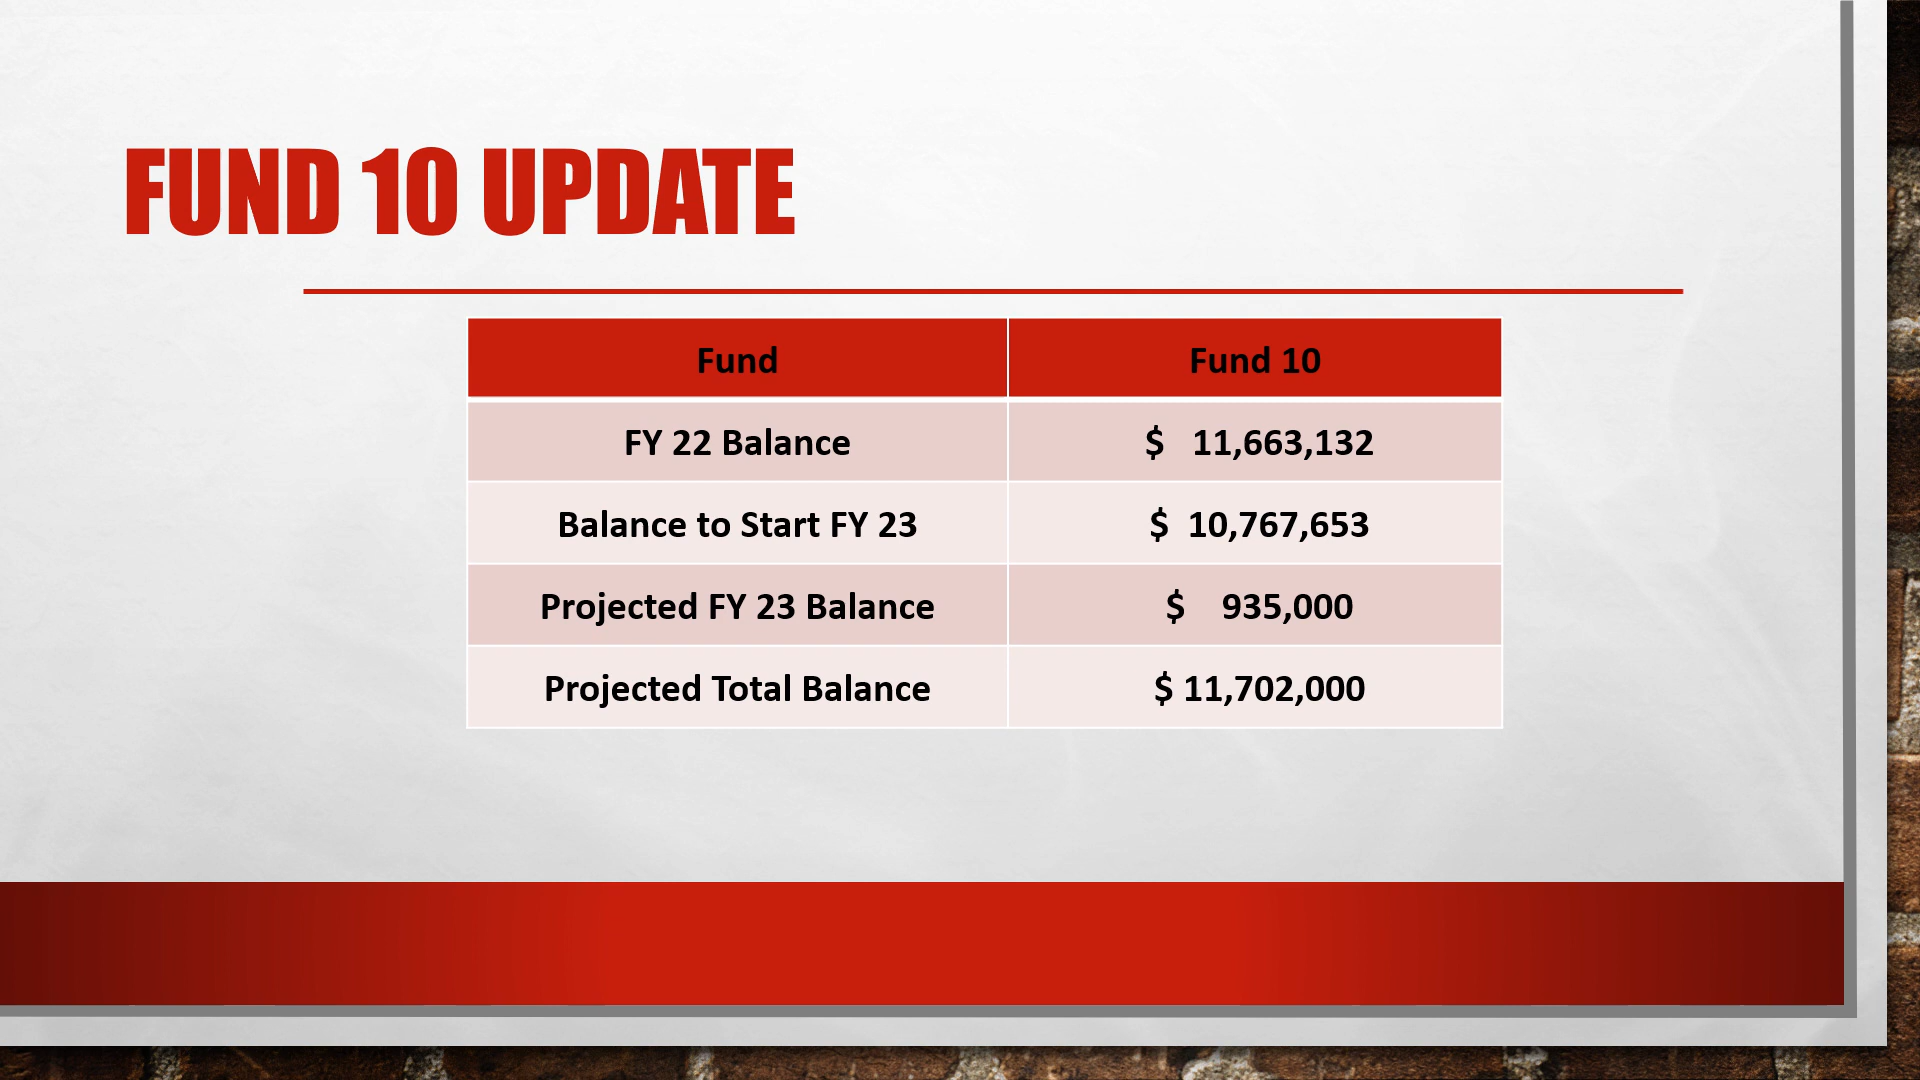 FUND 10 UPDATE
Fund Fund 10
FY 22 Balance $ 11,663,132
Balance to Start FY 23 $ 10,767,653
Projected FY 23 Balance $ 935,000
Projected Total Balance $ 11,702,000